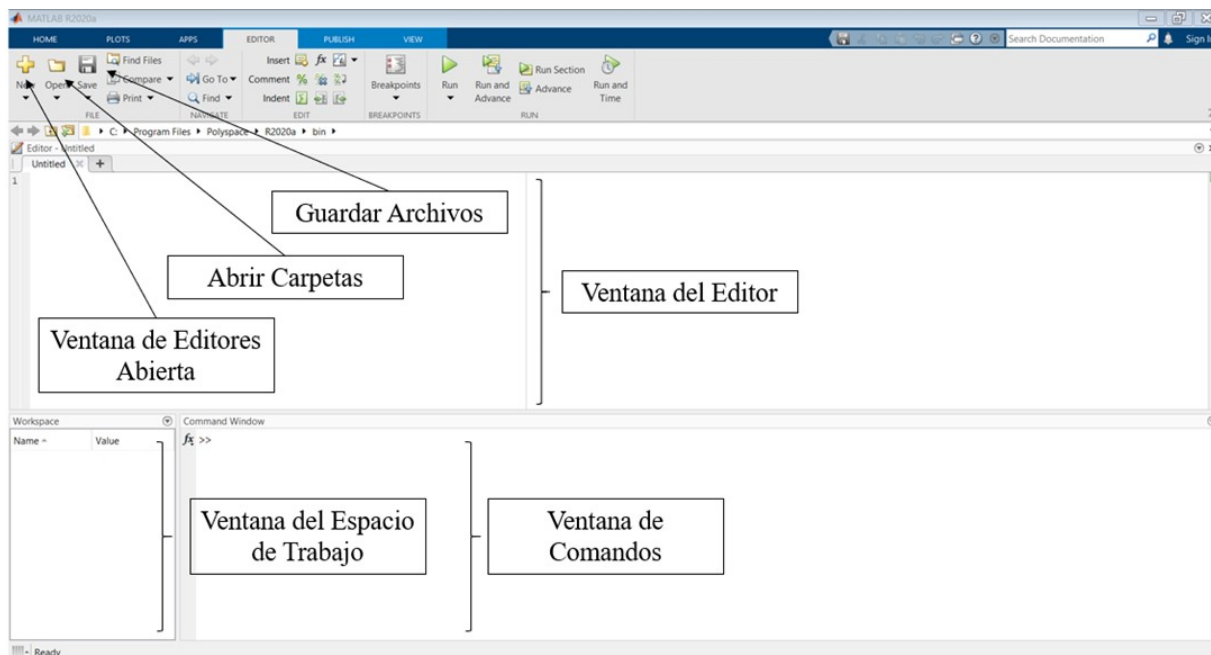 MATLAB R2020a
HOME PLOTS APPS EDITOR PUBLISH VIEW
Search Documentation
New Open Save
Find Files
Compare
Print
FILE
Go To
Find
NAVIGATE
Insert fx
Comment %
Indent
EDIT
Breakpoints
BREAKPOINTS
Run
Run and
Advance
Run Section
Advance
Run and
Time
RUN
C: Program Files Polyspace R2020a bin
Editor - Untitled
Untitled +
1
Guardar Archivos
Abrir Carpetas
Ventana del Editor
Ventana de Editores
Abierta
Workspace
Name Value
Command Window
fx >>
Ventana del Espacio
de Trabajo
Ventana de
Comandos
Ready